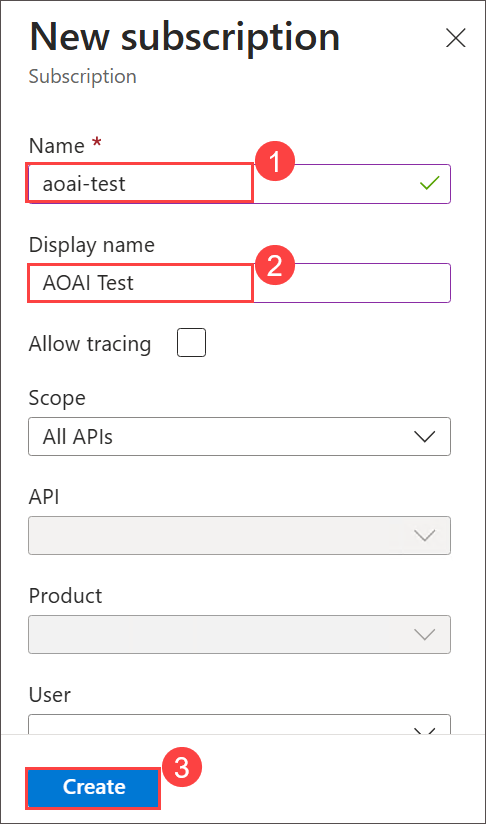 New subscription
Subscription
Name *
1
aoai-test
Display name
2
AOAI Test
Allow tracing
Scope
All APIs
API
Product
User
3
Create